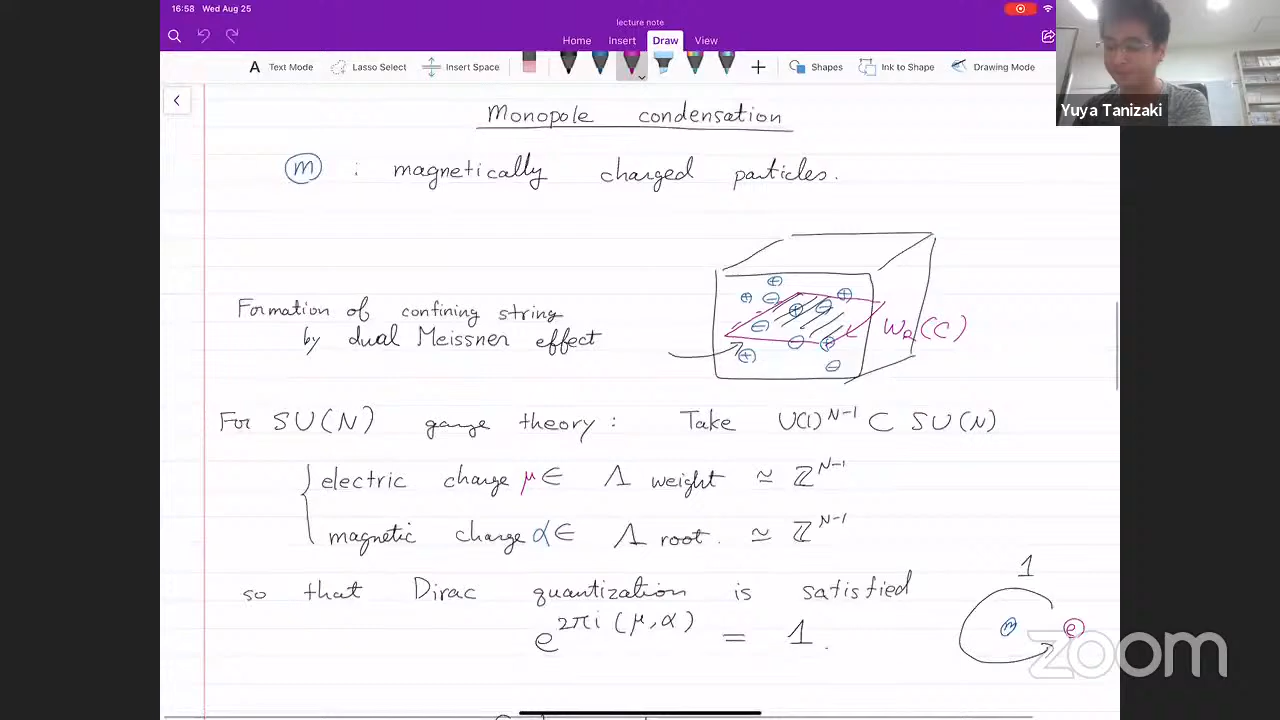 16:58 Wed Aug 25
lecture note
Home Insert Draw View
A Text Mode Lasso Select Insert Space Shapes Ink to Shape Drawing Mode
Yuya Tanizaki
Monopole condensation
m : magnetically charged particles.
Formation of confining string
by dual Meissner effect
W_R(C)
For SU(N) gauge theory : Take U(1)^{N-1} ⊂ SU(N)
electric charge μ ∈ Λ weight ≃ ℤ^{N-1}
magnetic charge α ∈ Λ root. ≃ ℤ^{N-1}
so that Dirac quantization is satisfied
e^{2πi (μ,α)} = 1.
1
m e
zoom